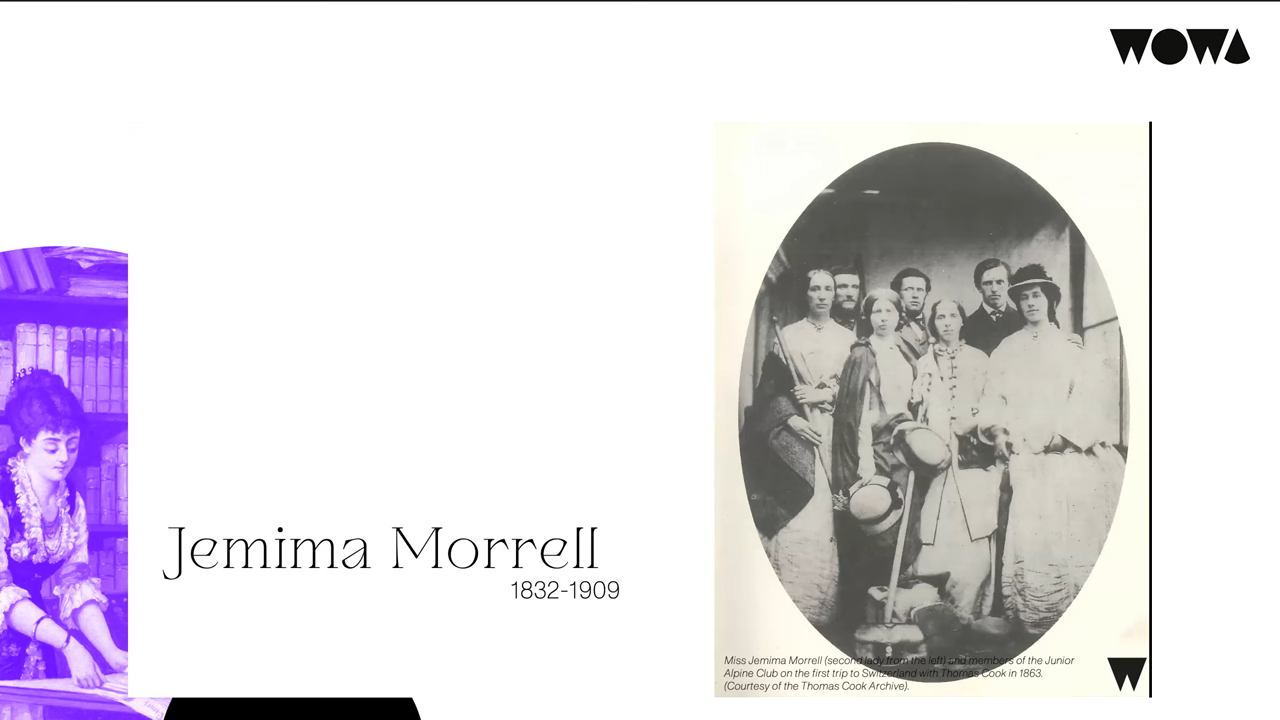 WOWA
Jemima Morrell
1832-1909
Miss Jemima Morrell (second lady from the left) and members of the Junior
Alpine Club on the first trip to Switzerland with Thomas Cook in 1863.
(Courtesy of the Thomas Cook Archive).
W